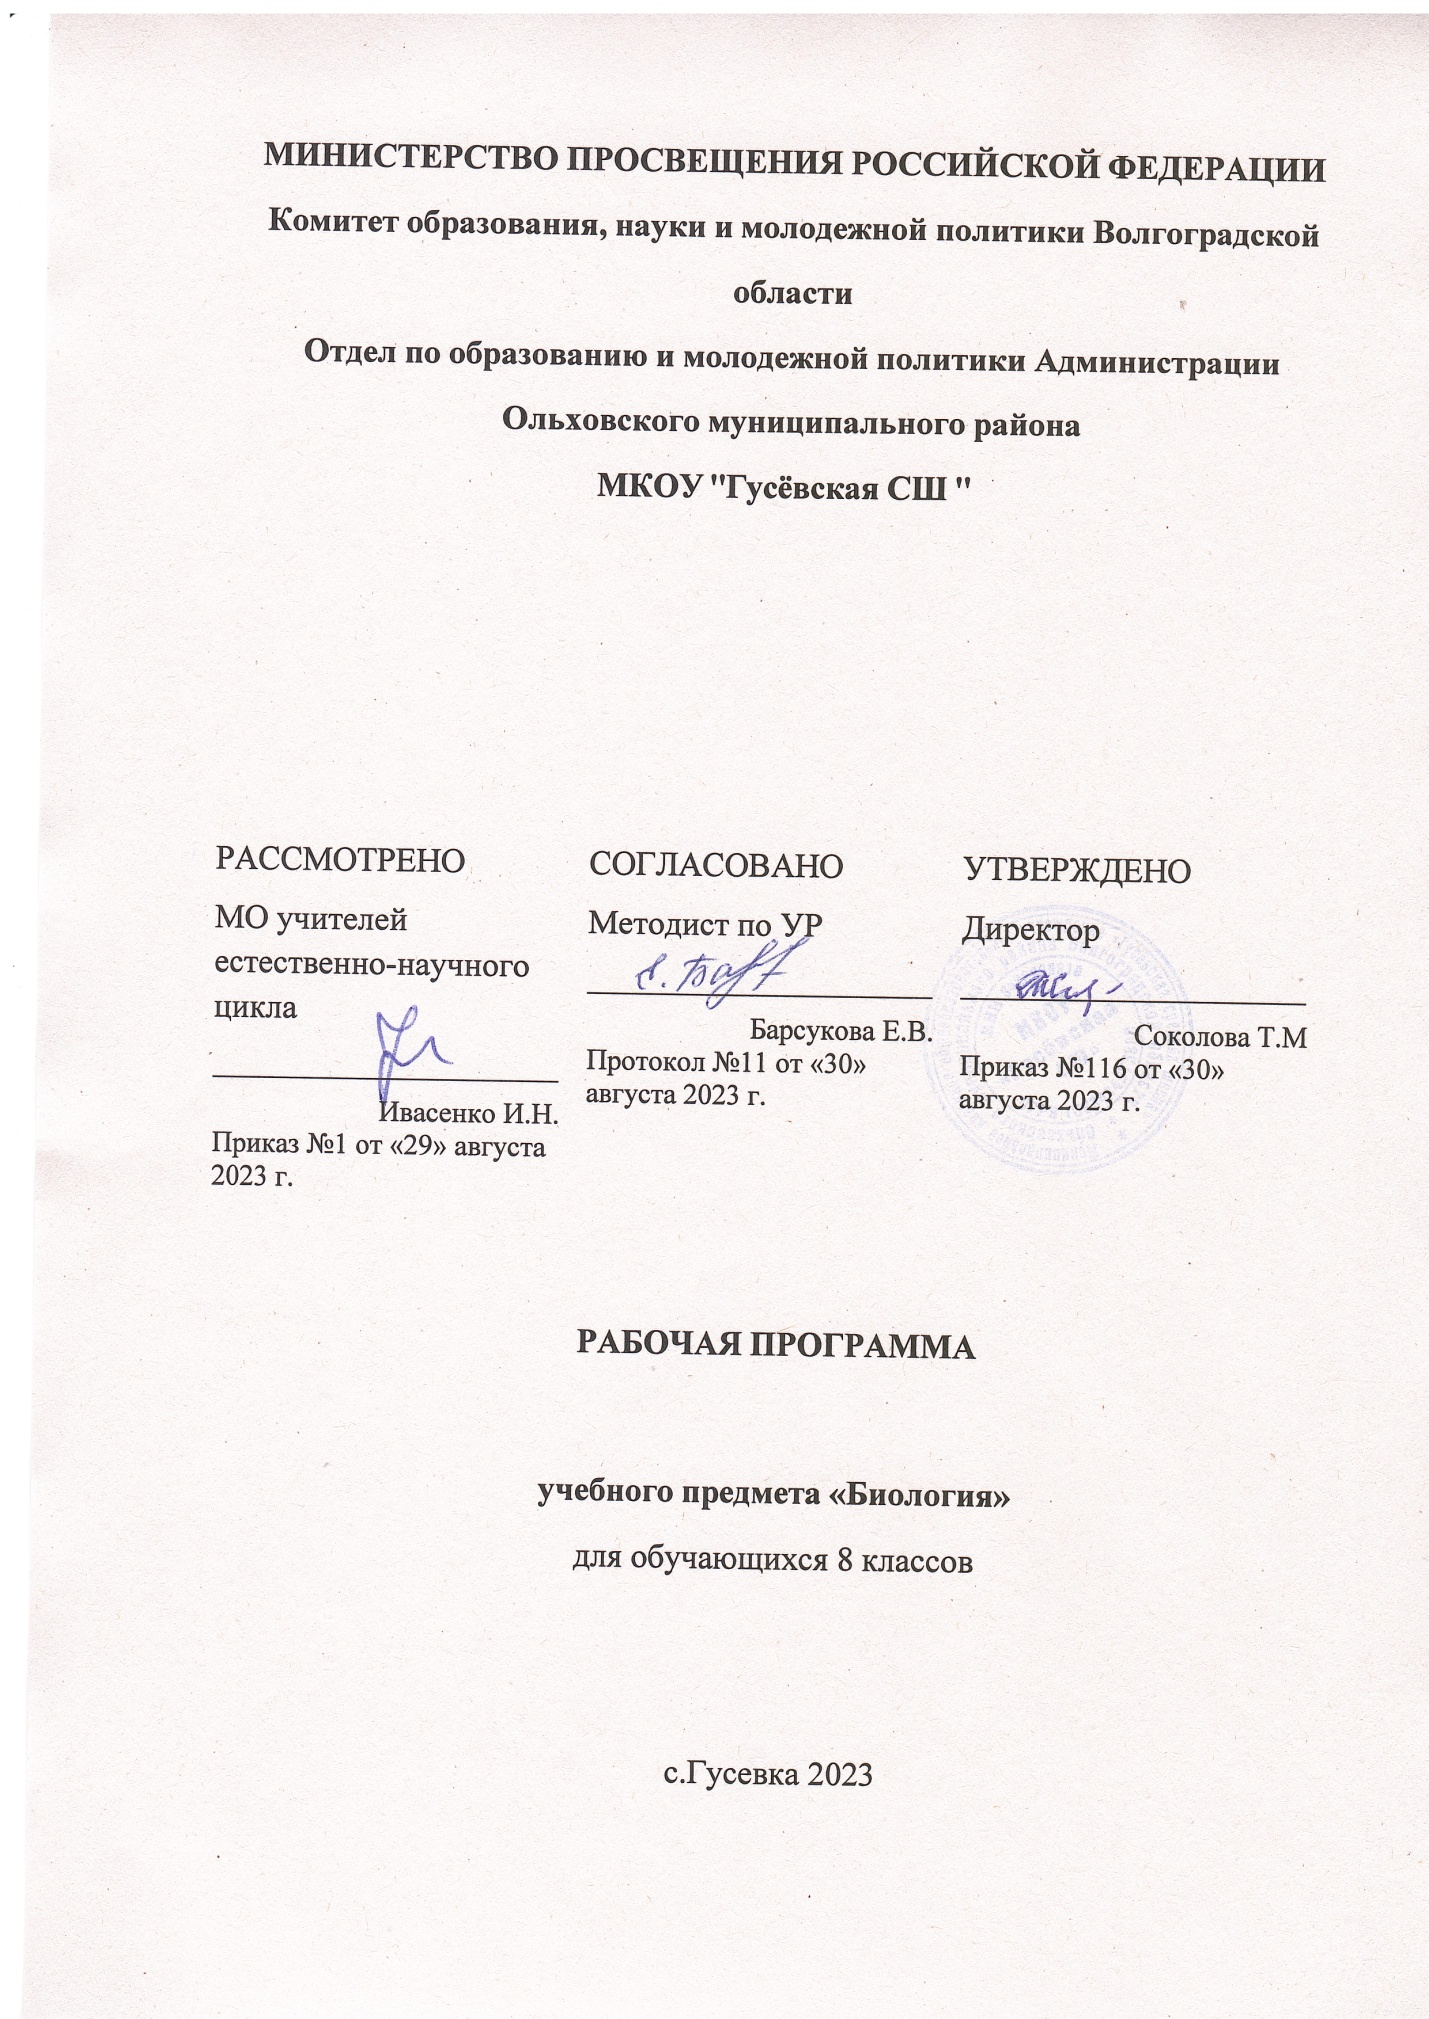 МИНИСТЕРСТВО ПРОСВЕЩЕНИЯ РОССИЙСКОЙ ФЕДЕРАЦИИ
Комитет образования, науки и молодежной политики Волгоградской
области
Отдел по образованию и молодежной политики Администрации
Ольховского муниципального района
МКОУ "Гусёвская СШ "
РАССМОТРЕНО
МО учителей
естественно-научного
цикла
Ивасенко И.Н.
Приказ №1 от «29» августа
2023 г.
СОГЛАСОВАНО
Методист по УР
Барсукова Е.В.
Протокол №11 от «30»
августа 2023 г.
УТВЕРЖДЕНО
Директор
Соколова Т.М
Приказ №116 от «30»
августа 2023 г.
РАБОЧАЯ ПРОГРАММА
учебного предмета «Биология»
для обучающихся 8 классов
с.Гусевка 2023